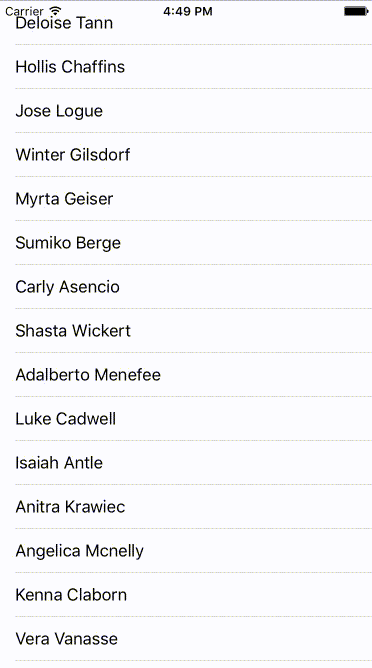 Carrier 4:49 PM
Deloise Tann
Hollis Chaffins
Jose Logue
Winter Gilsdorf
Myrta Geiser
Sumiko Berge
Carly Asencio
Shasta Wickert
Adalberto Menefee
Luke Cadwell
Isaiah Antle
Anitra Krawiec
Angelica Mcnelly
Kenna Claborn
Vera Vanasse